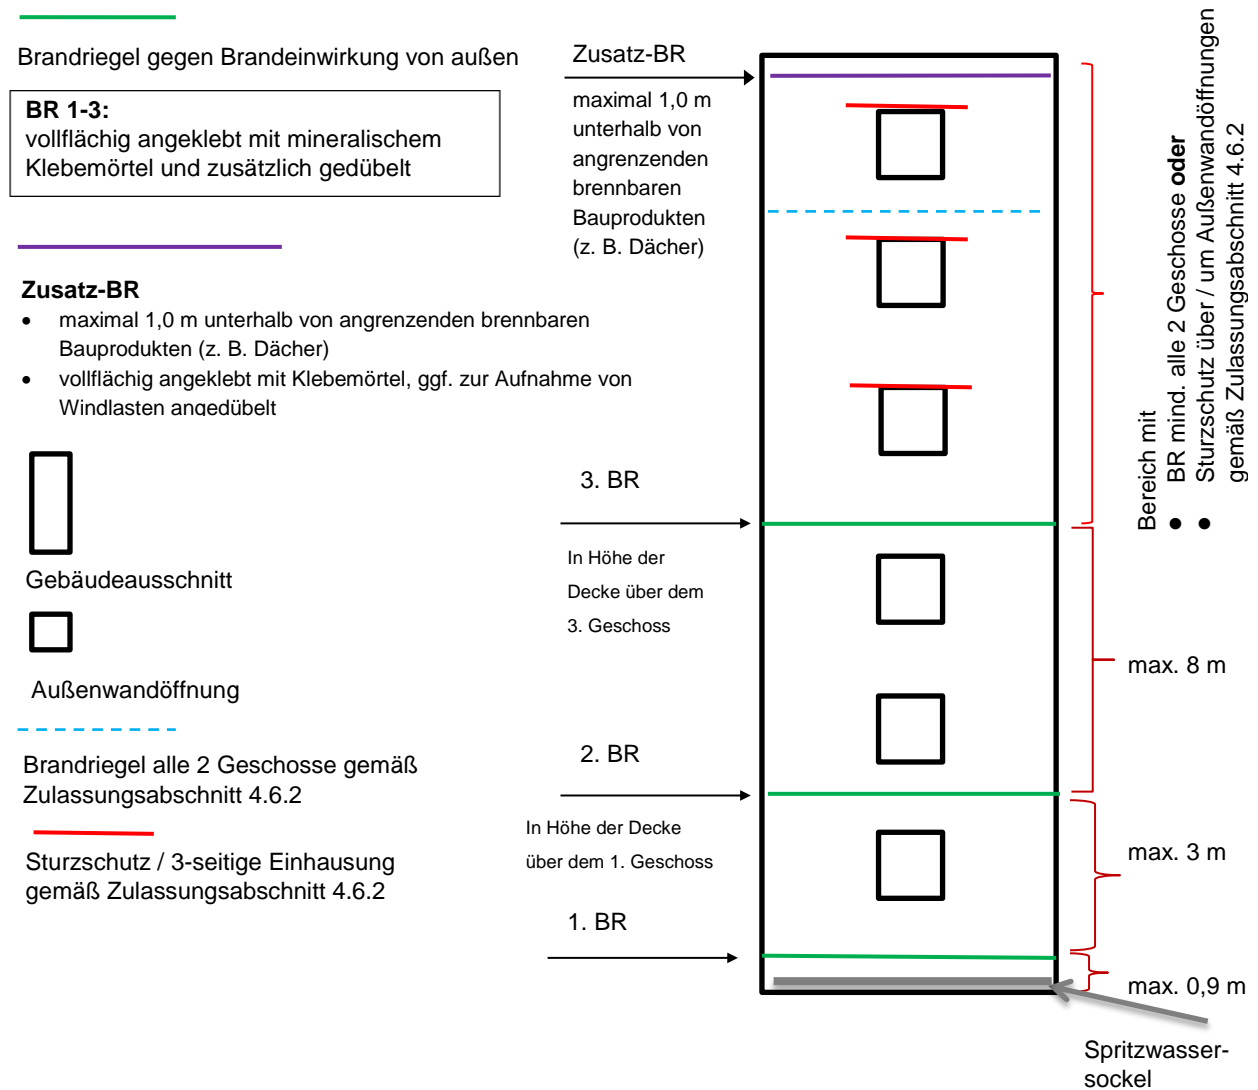 Brandriegel gegen Brandeinwirkung von außen
BR 1-3:
vollflächig angeklebt mit mineralischem
Klebemörtel und zusätzlich gedübelt
Zusatz-BR
• maximal 1,0 m unterhalb von angrenzenden brennbaren
Bauprodukten (z. B. Dächer)
• vollflächig angeklebt mit Klebemörtel, ggf. zur Aufnahme von
Windlasten angedübelt
Gebäudeausschnitt
Außenwandöffnung
Brandriegel alle 2 Geschosse gemäß
Zulassungsabschnitt 4.6.2
Sturzschutz / 3-seitige Einhausung
gemäß Zulassungsabschnitt 4.6.2
Zusatz-BR
maximal 1,0 m
unterhalb von
angrenzenden
brennbaren
Bauprodukten
(z. B. Dächer)
3. BR
In Höhe der
Decke über dem
3. Geschoss
2. BR
In Höhe der Decke
über dem 1. Geschoss
1. BR
Bereich mit
● BR mind. alle 2 Geschosse oder
● Sturzschutz über / um Außenwandöffnungen
gemäß Zulassungsabschnitt 4.6.2
max. 8 m
max. 3 m
max. 0,9 m
Spritzwasser-
sockel